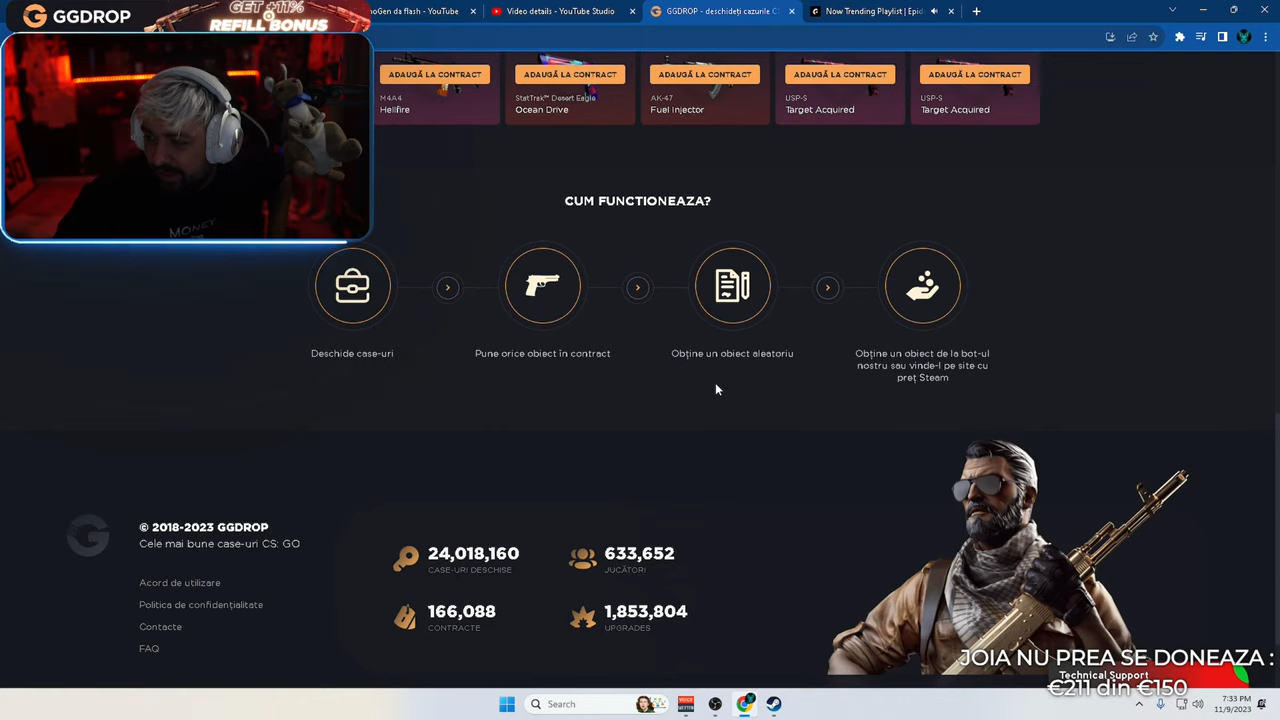 GGDROP
GET +11%
REFILL BONUS
noGen da flash - YouTube
Video details - YouTube Studio
Now Trending Playlist | Epid
ADAUGĂ LA CONTRACT
ADAUGĂ LA CONTRACT
ADAUGĂ LA CONTRACT
ADAUGĂ LA CONTRACT
ADAUGĂ LA CONTRACT
M4A4
Hellfire
StatTrak™ Desert Eagle
Ocean Drive
AK-47
Fuel Injector
USP-S
Target Acquired
USP-S
Target Acquired
MONEY
CUM FUNCTIONEAZA?
Deschide case-uri
Pune orice obiect în contract
Obține un obiect aleatoriu
Obține un obiect de la bot-ul
nostru sau vinde-l pe site cu
preț Steam
© 2018-2023 GGDROP
Cele mai bune case-uri CS: GO
Acord de utilizare
Politica de confidențialitate
Contacte
FAQ
24,018,160
CASE-URI DESCHISE
633,652
JUCĂTORI
166,088
CONTRACTE
1,853,804
UPGRADES
JOIA NU PREA SE DONEAZA :
Technical Support
€211 din €150
Search
7:33 PM
11/9/2023